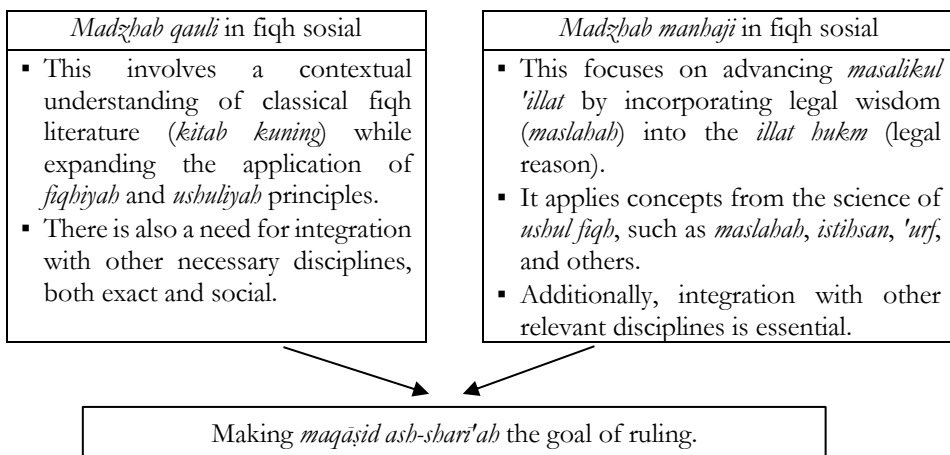 Madzhab qauli in fiqh sosial
▪ This involves a contextual
understanding of classical fiqh
literature (kitab kuning) while
expanding the application of
fiqhiyah and ushuliyah principles.
▪ There is also a need for integration
with other necessary disciplines,
both exact and social.
Madzhab manhaji in fiqh sosial
▪ This focuses on advancing masalikul
'illat by incorporating legal wisdom
(maslahah) into the illat hukm (legal
reason).
▪ It applies concepts from the science of
ushul fiqh, such as maslahah, istihsan, 'urf,
and others.
▪ Additionally, integration with other
relevant disciplines is essential.
Making maqāṣid ash-sharī'ah the goal of ruling.